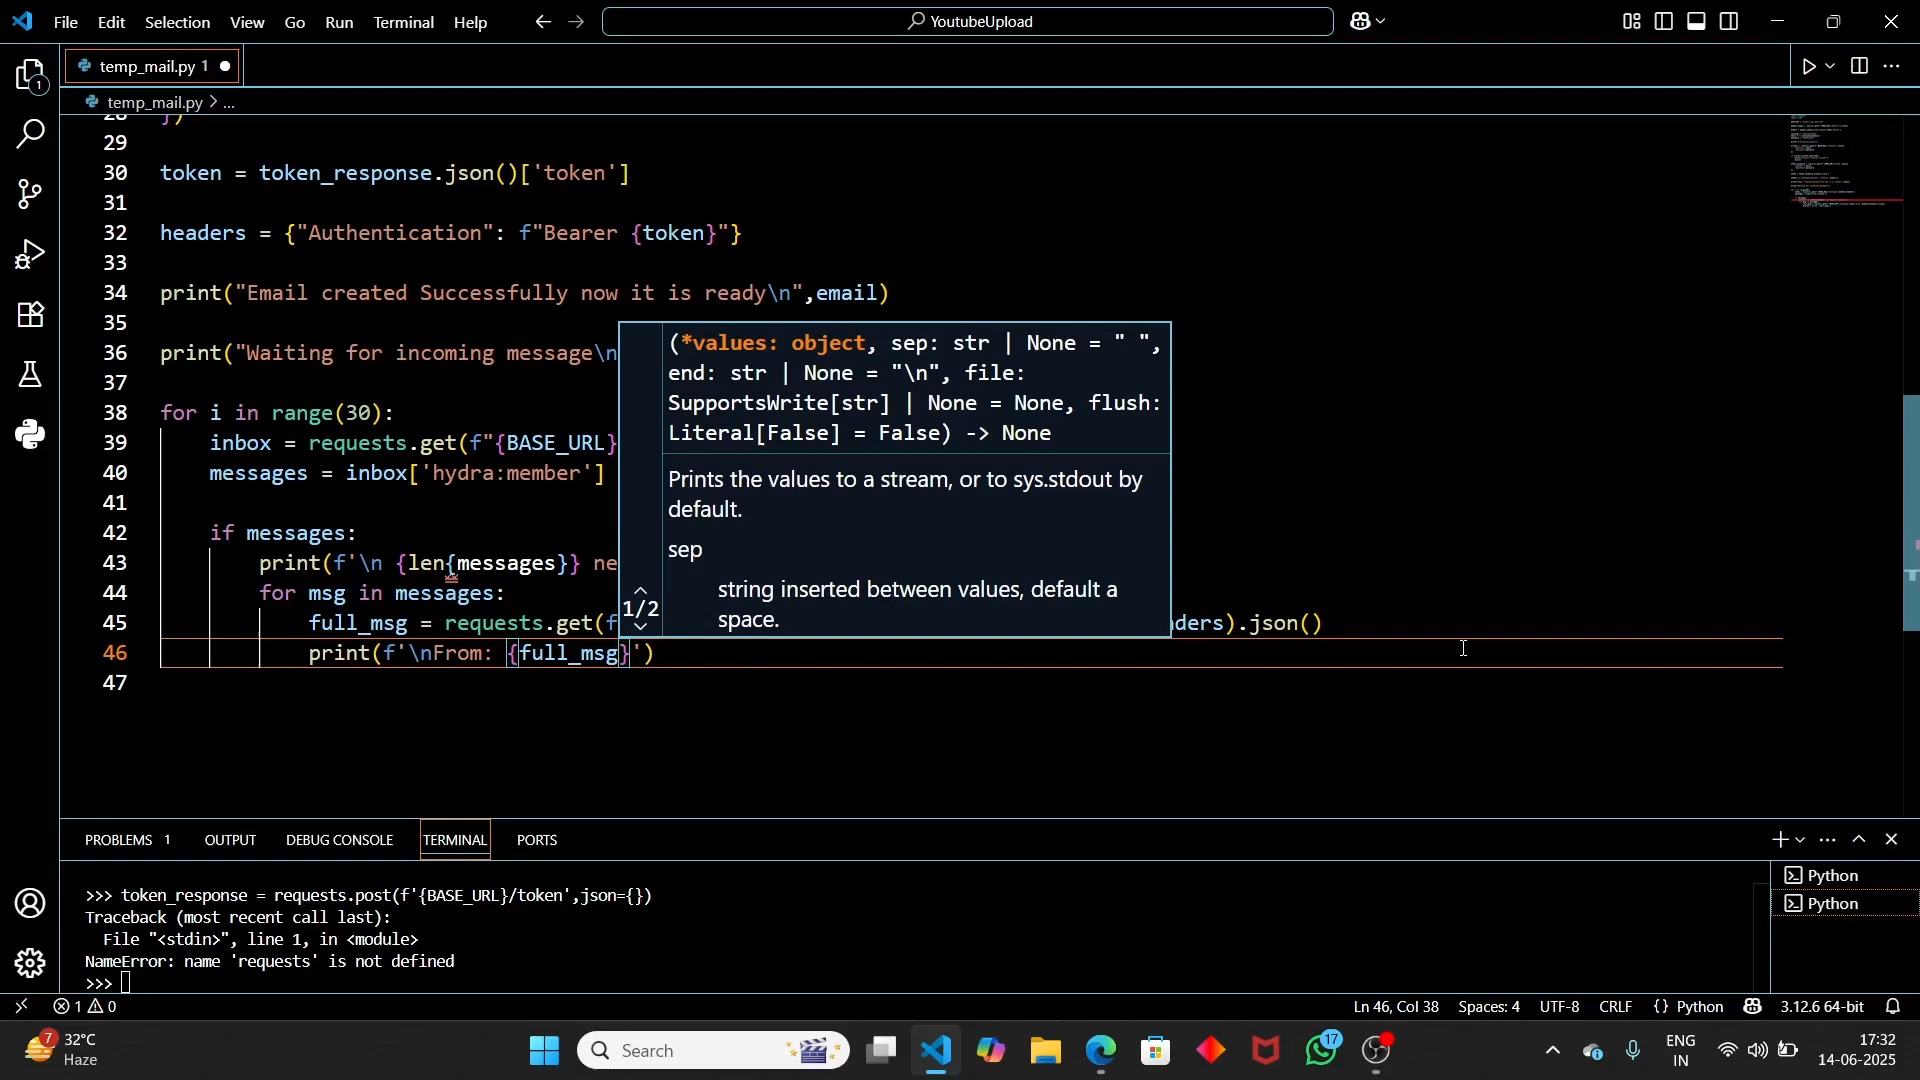 File Edit Selection View Go Run Terminal Help
YoutubeUpload
1
temp_mail.py 1
temp_mail.py > ...
28 })
29
30 token = token_response.json()['token']
31
32 headers = {"Authentication": f"Bearer {token}"}
33
34 print("Email created Successfully now it is ready\n",email)
35
36 print("Waiting for incoming message\n
37
38 for i in range(30):
39 inbox = requests.get(f"{BASE_URL}
40 messages = inbox['hydra:member']
41
42 if messages:
43 print(f'\n {len{messages}} ne
44 for msg in messages:
45 full_msg = requests.get(f
ders).json()
46 print(f'\nFrom: {full_msg}')
47
(*values: object, sep: str | None = " ",
end: str | None = "\n", file:
SupportsWrite[str] | None = None, flush:
Literal[False] = False) -> None
Prints the values to a stream, or to sys.stdout by
default.
sep
string inserted between values, default a
space.
1/2
PROBLEMS 1 OUTPUT DEBUG CONSOLE TERMINAL PORTS
>>> token_response = requests.post(f'{BASE_URL}/token',json={})
Traceback (most recent call last):
File "<stdin>", line 1, in <module>
NameError: name 'requests' is not defined
>>>
Python
Python
1 0
Ln 46, Col 38 Spaces: 4 UTF-8 CRLF {} Python 3.12.6 64-bit
7
32°C
Haze
Search
17
ENG
IN
17:32
14-06-2025